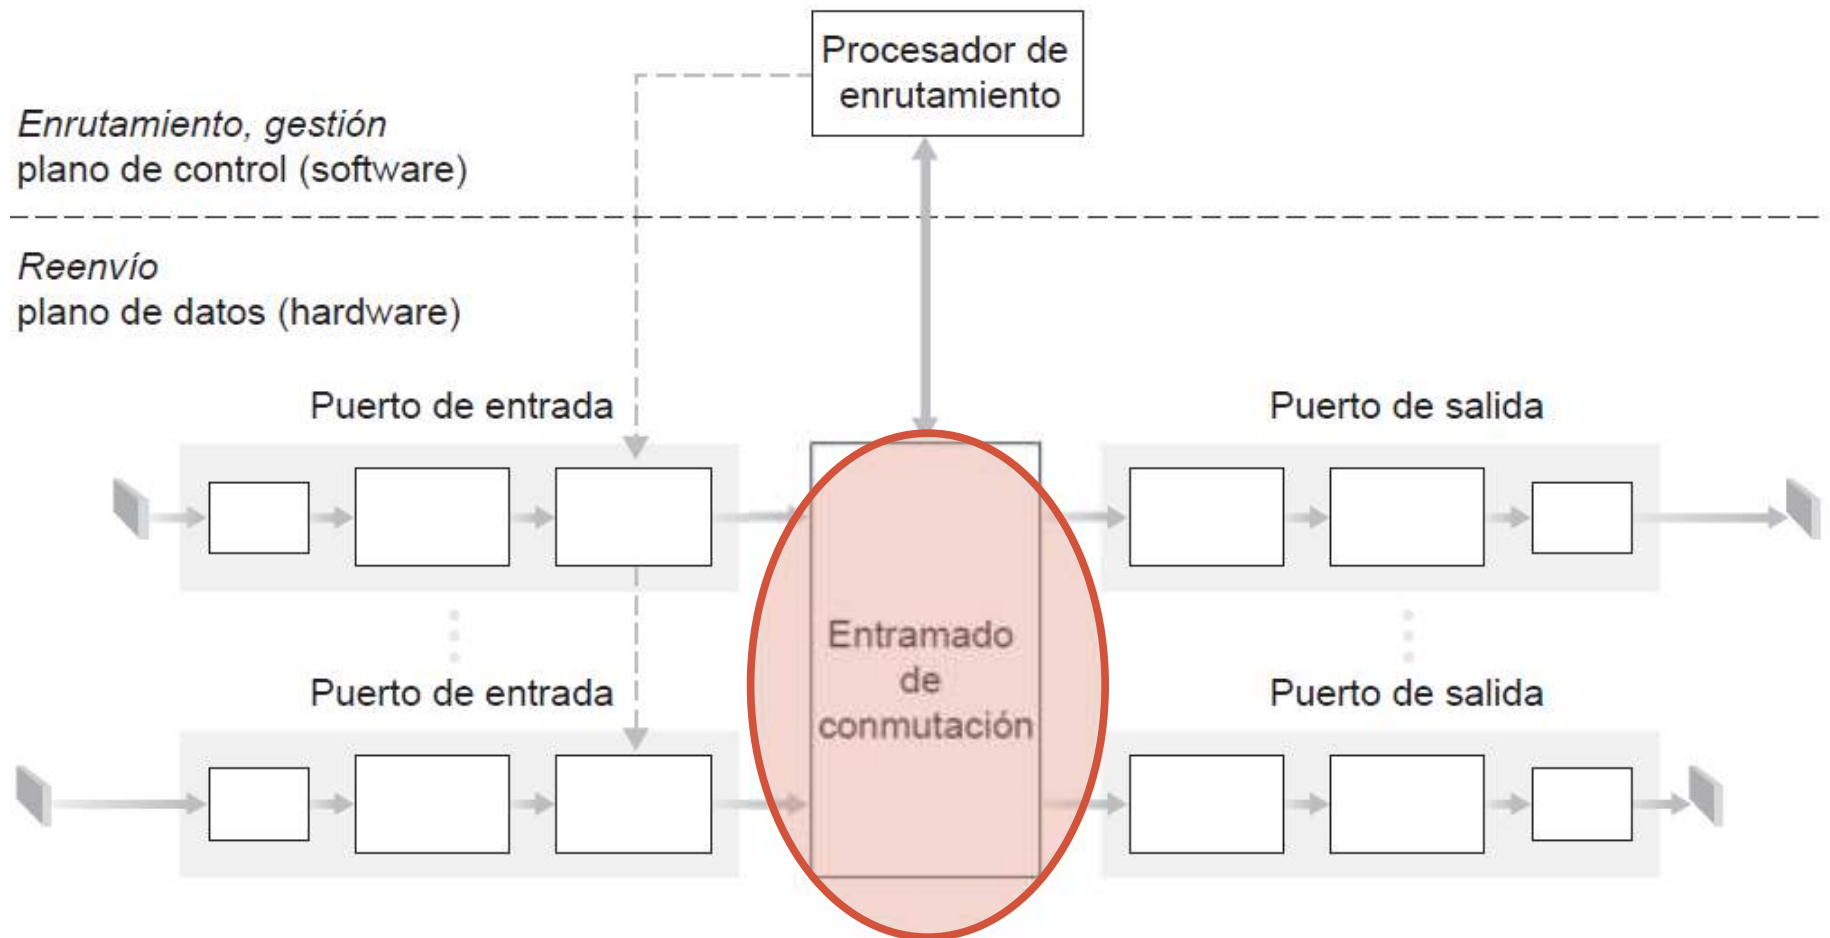 Procesador de
enrutamiento
Enrutamiento, gestión
plano de control (software)
Reenvío
plano de datos (hardware)
Puerto de entrada
Puerto de salida
Entramado
de
conmutación
Puerto de entrada
Puerto de salida